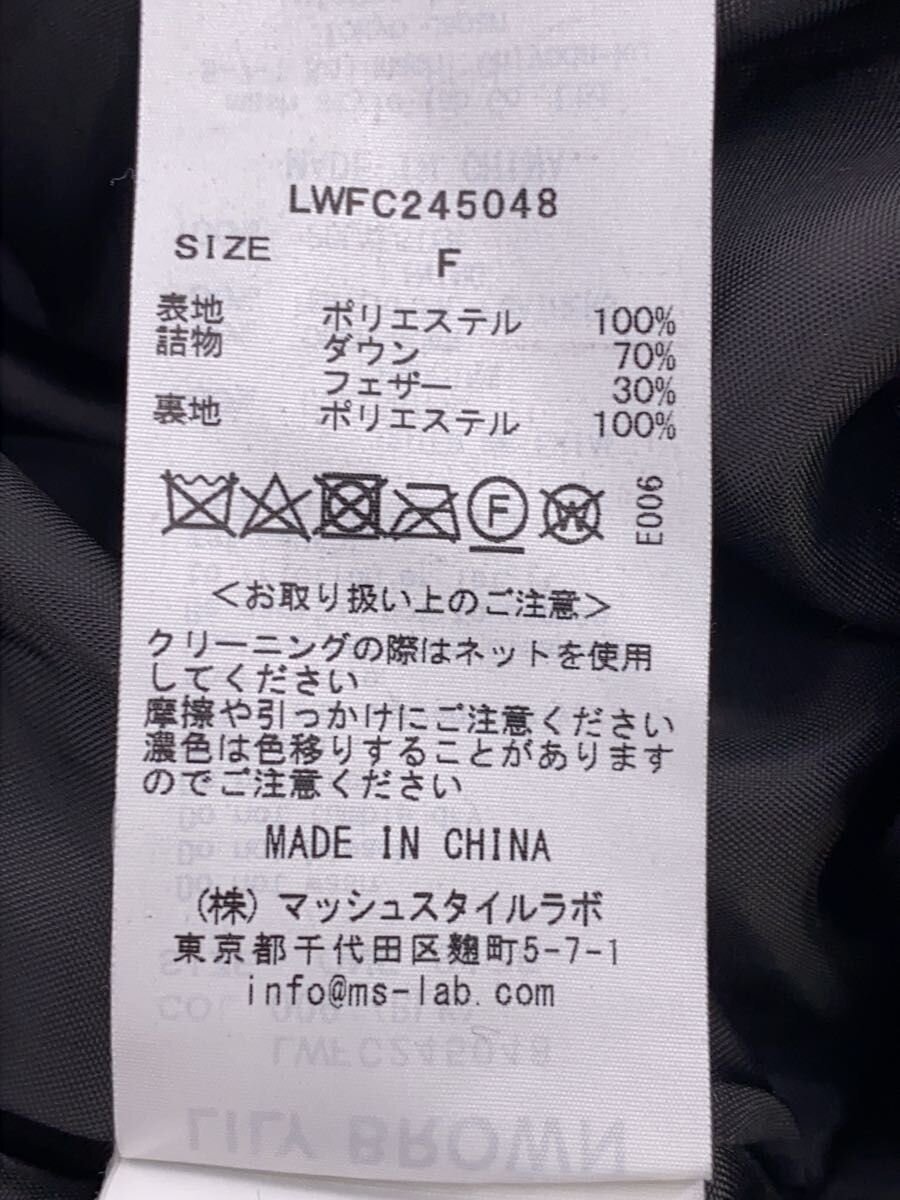 LWFC245048
SIZE F
表地 ポリエステル 100%
詰物 ダウン 70%
フェザー 30%
裏地 ポリエステル 100%
F W E006
<お取り扱い上のご注意>
クリーニングの際はネットを使用
してください
摩擦や引っかけにご注意ください
濃色は色移りすることがあります
のでご注意ください
MADE IN CHINA
(株)マッシュスタイルラボ
東京都千代田区麹町5-7-1
info@ms-lab.com
LWFC245048
LILY BROWN